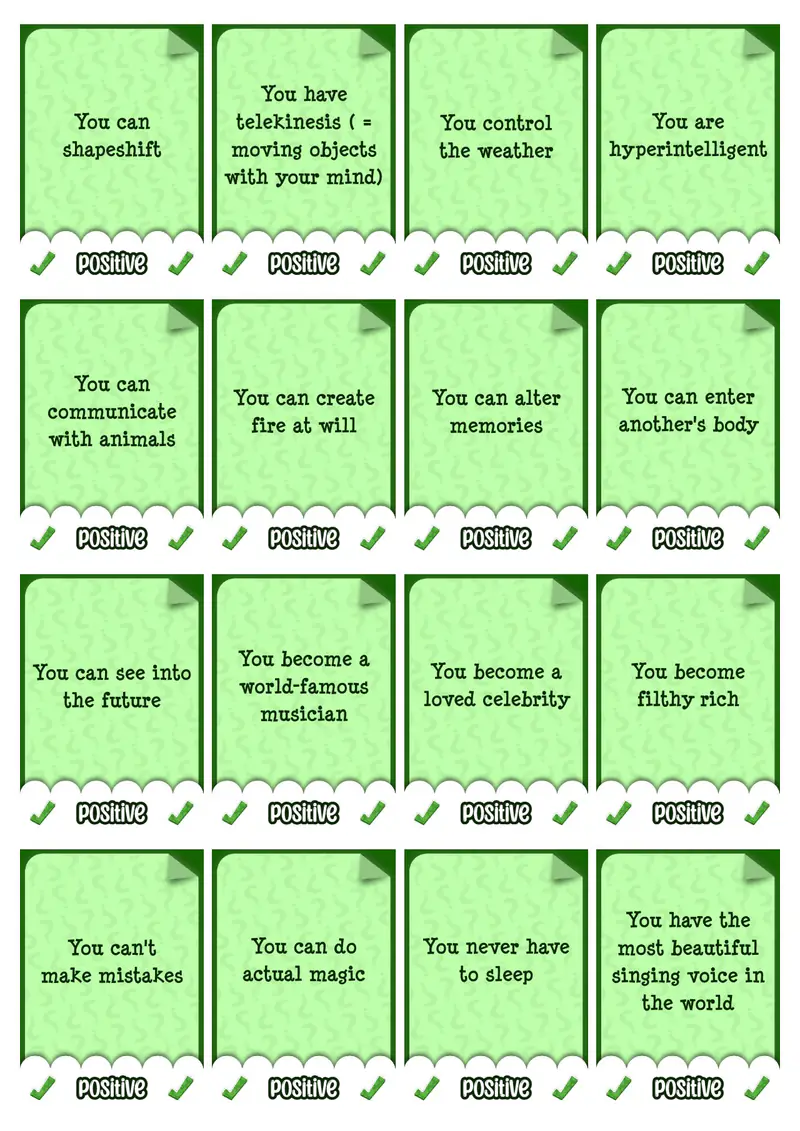 You can
shapeshift
POSITIVE
You have
telekinesis ( =
moving objects
with your mind)
POSITIVE
You control
the weather
POSITIVE
You are
hyperintelligent
POSITIVE
You can
communicate
with animals
POSITIVE
You can create
fire at will
POSITIVE
You can alter
memories
POSITIVE
You can enter
another's body
POSITIVE
You can see into
the future
POSITIVE
You become a
world-famous
musician
POSITIVE
You become a
loved celebrity
POSITIVE
You become
filthy rich
POSITIVE
You can't
make mistakes
POSITIVE
You can do
actual magic
POSITIVE
You never have
to sleep
POSITIVE
You have the
most beautiful
singing voice in
the world
POSITIVE